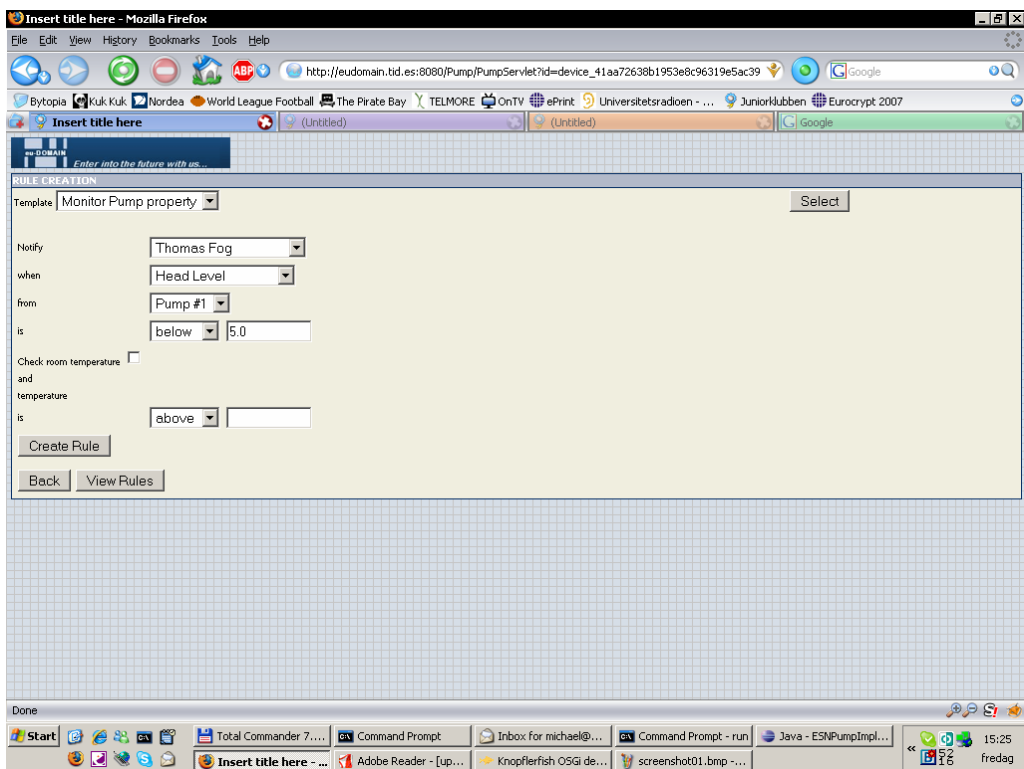 Insert title here - Mozilla Firefox
File Edit View History Bookmarks Tools Help
ABP http://eudomain.tid.es:8080/Pump/PumpServlet?id=device_41aa72638b1953e8c96319e5ac39 G Google
Bytopia Kuk Kuk Nordea World League Football The Pirate Bay TELMORE OnTV ePrint Universitetsradioen - ... Juniorklubben Eurocrypt 2007
Insert title here (Untitled) (Untitled) G Google
eu-DOMAIN
Enter into the future with us...
RULE CREATION
Template Monitor Pump property Select
Notify Thomas Fog
when Head Level
from Pump #1
is below 5.0
Check room temperature
and
temperature
is above
Create Rule
Back View Rules
Done
Start Total Commander 7.... Command Prompt Inbox for michael@... Command Prompt - run Java - ESNPumpImpl... « 15:25
Insert title here - ... Adobe Reader - [up... Knopflerfish OSGi de... screenshot01.bmp -... fredag